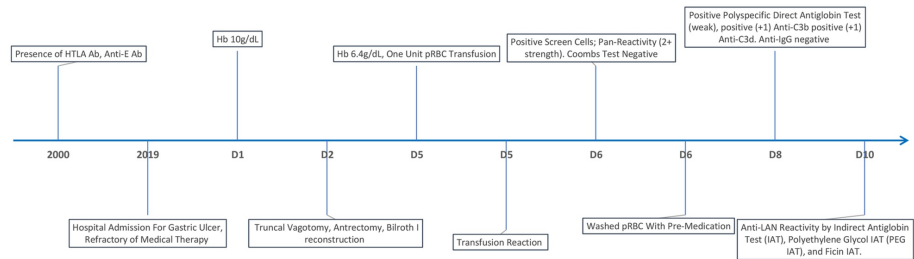 Presence of HTLA Ab, Anti-E Ab
Hb 10g/dL
Hb 6.4g/dL, One Unit pRBC Transfusion
Positive Screen Cells; Pan-Reactivity (2+
strength). Coombs Test Negative
Positive Polyspecific Direct Antiglobin Test
(weak), positive (+1) Anti-C3b positive (+1)
Anti-C3d. Anti-IgG negative
2000
2019
D1
D2
D5
D5
D6
D6
D8
D10
Hospital Admission For Gastric Ulcer,
Refractory of Medical Therapy
Truncal Vagotomy, Antrectomy, Bilroth I
reconstruction
Transfusion Reaction
Washed pRBC With Pre-Medication
Anti-LAN Reactivity by Indirect Antiglobin
Test (IAT), Polyethylene Glycol IAT (PEG
IAT), and Ficin IAT.